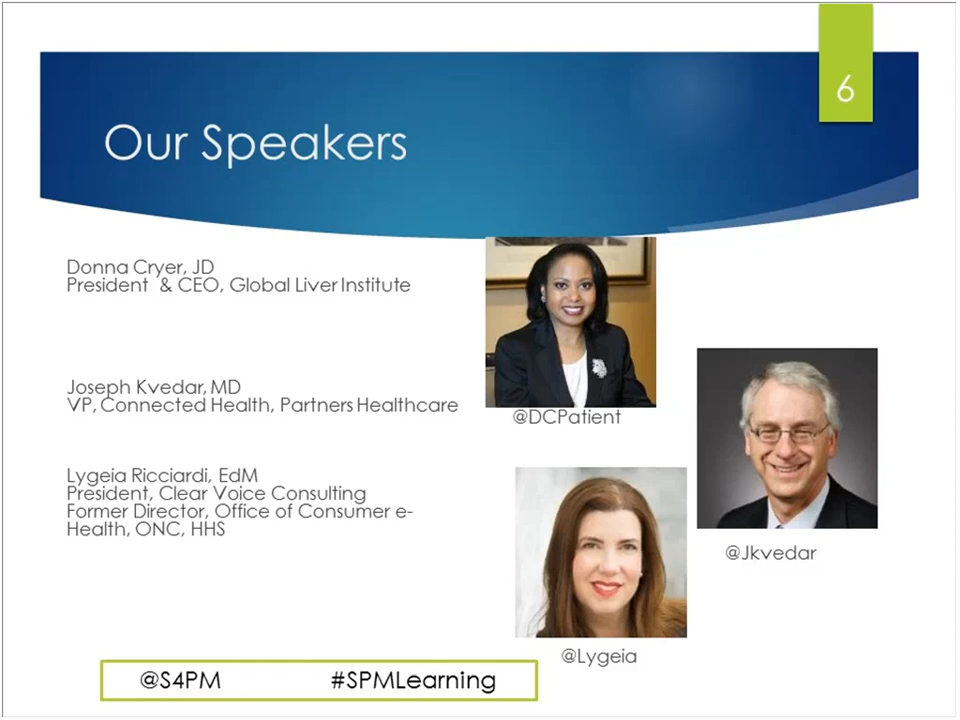 6
Our Speakers
Donna Cryer, JD
President & CEO, Global Liver Institute
@DCPatient
Joseph Kvedar, MD
VP, Connected Health, Partners Healthcare
@Jkvedar
Lygeia Ricciardi, EdM
President, Clear Voice Consulting
Former Director, Office of Consumer e-
Health, ONC, HHS
@Lygeia
@S4PM #SPMLearning